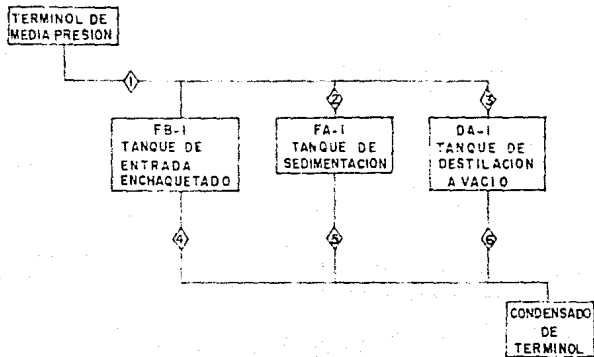 TERMINOL DE
MEDIA PRESION
1
2
3
FB-1
TANQUE DE
ENTRADA
ENCHAQUETADO
FA-1
TANQUE DE
SEDIMENTACION
DA-1
TANQUE DE
DESTILACION
A VACIO
4
5
6
CONDENSADO
DE
TERMINOL